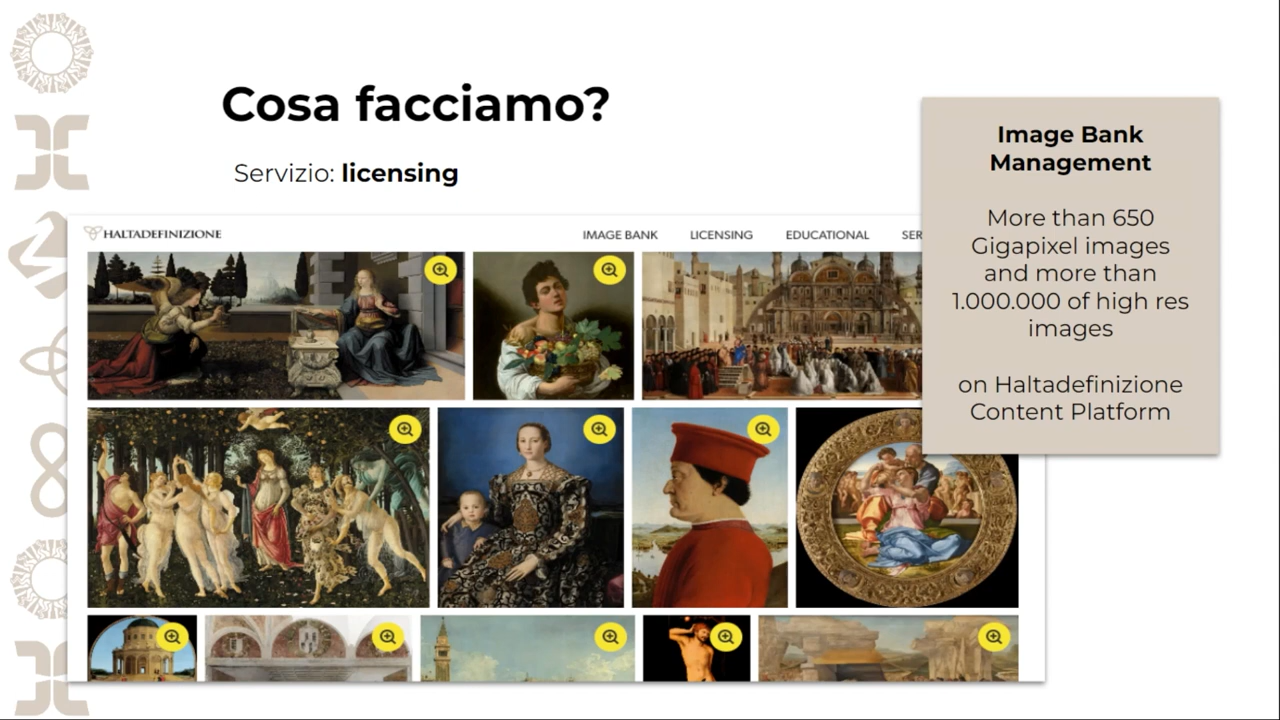 Cosa facciamo?
Servizio: licensing
HALTADEFINIZIONE
IMAGE BANK LICENSING EDUCATIONAL
Image Bank
Management
More than 650
Gigapixel images
and more than
1.000.000 of high res
images
on Haltadefinizione
Content Platform